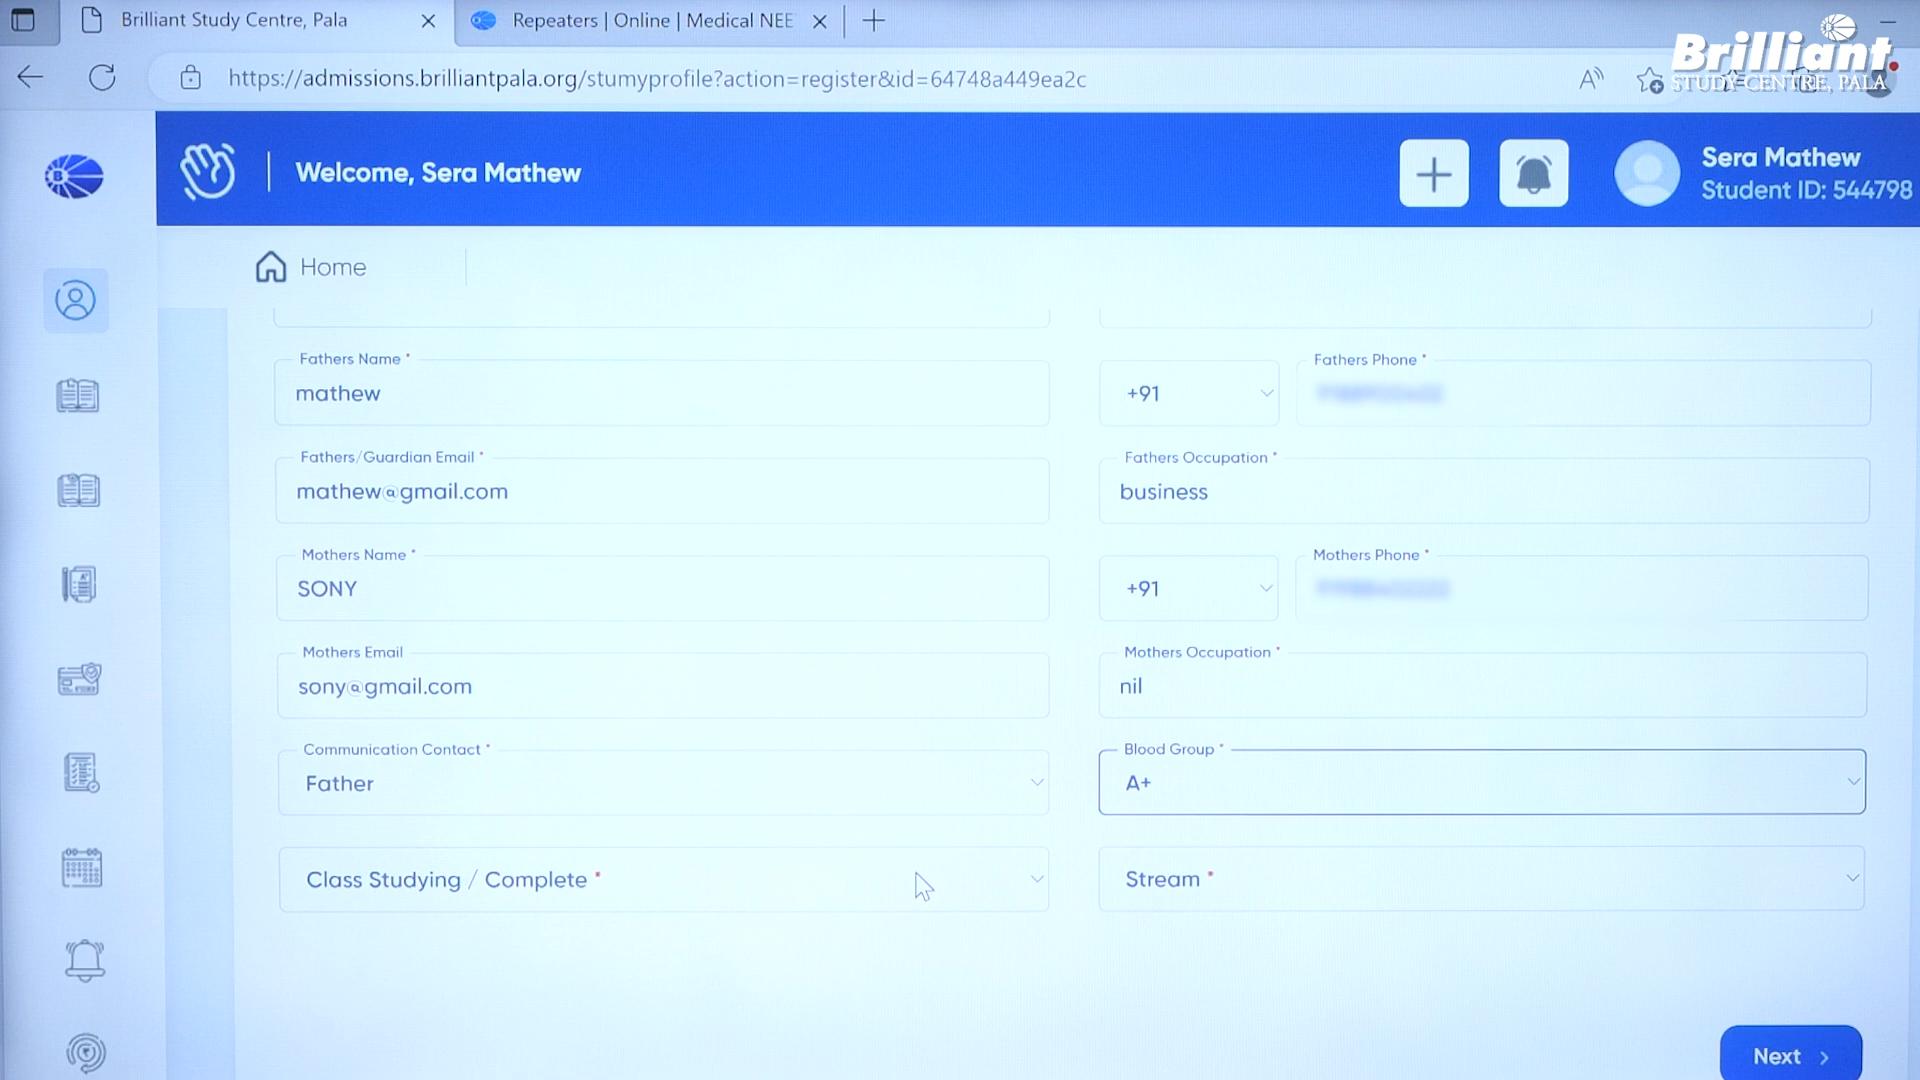 Brilliant Study Centre, Pala
Repeaters | Online | Medical NEE
https://admissions.brilliantpala.org/stumyprofile?action=register&id=64748a449ea2c
Brilliant
STUDY CENTRE, PALA
Welcome, Sera Mathew
Sera Mathew
Student ID: 544798
Home
Fathers Name *
mathew
+91
Fathers Phone *
Fathers/Guardian Email *
mathew@gmail.com
Fathers Occupation *
business
Mothers Name *
SONY
+91
Mothers Phone *
Mothers Email
sony@gmail.com
Mothers Occupation *
nil
Communication Contact *
Father
Blood Group *
A+
Class Studying / Complete *
Stream *
Next